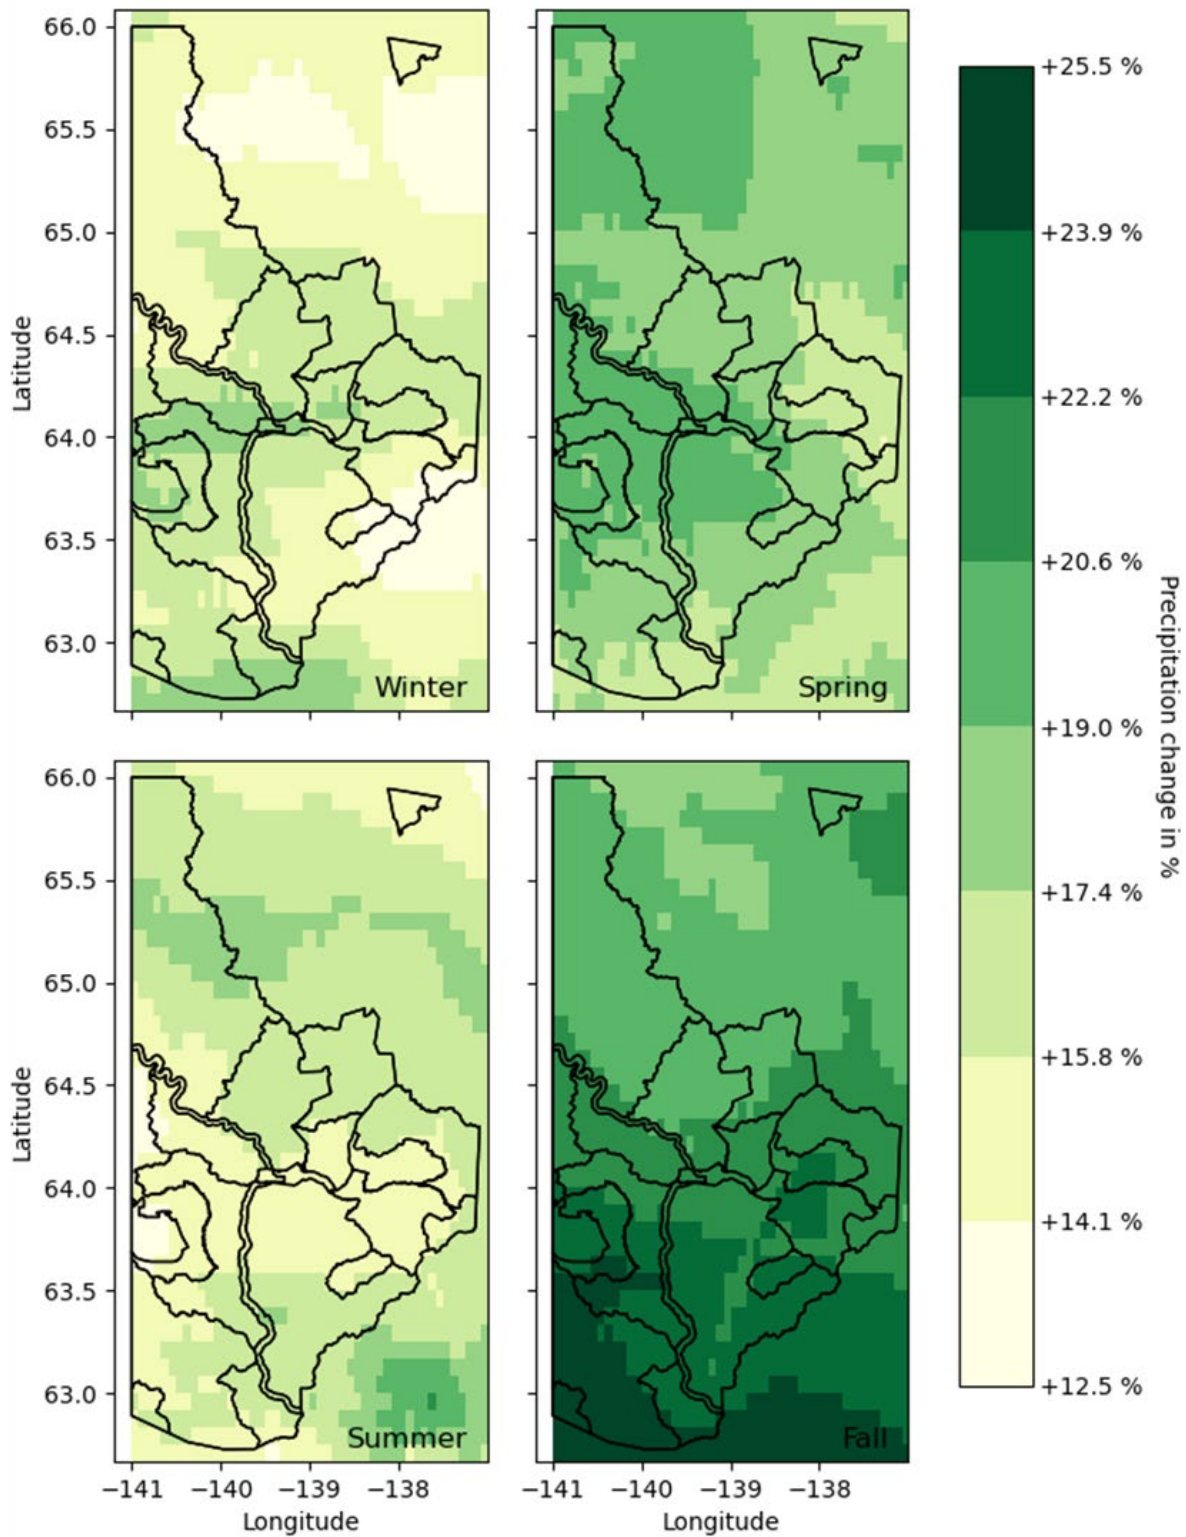 66.0
65.5
65.0
64.5
64.0
63.5
63.0
Latitude
Winter
Spring
66.0
65.5
65.0
64.5
64.0
63.5
63.0
Latitude
Summer
Fall
−141 −140 −139 −138
−141 −140 −139 −138
Longitude
Longitude
+25.5 %
+23.9 %
+22.2 %
+20.6 %
+19.0 %
+17.4 %
+15.8 %
+14.1 %
+12.5 %
Precipitation change in %